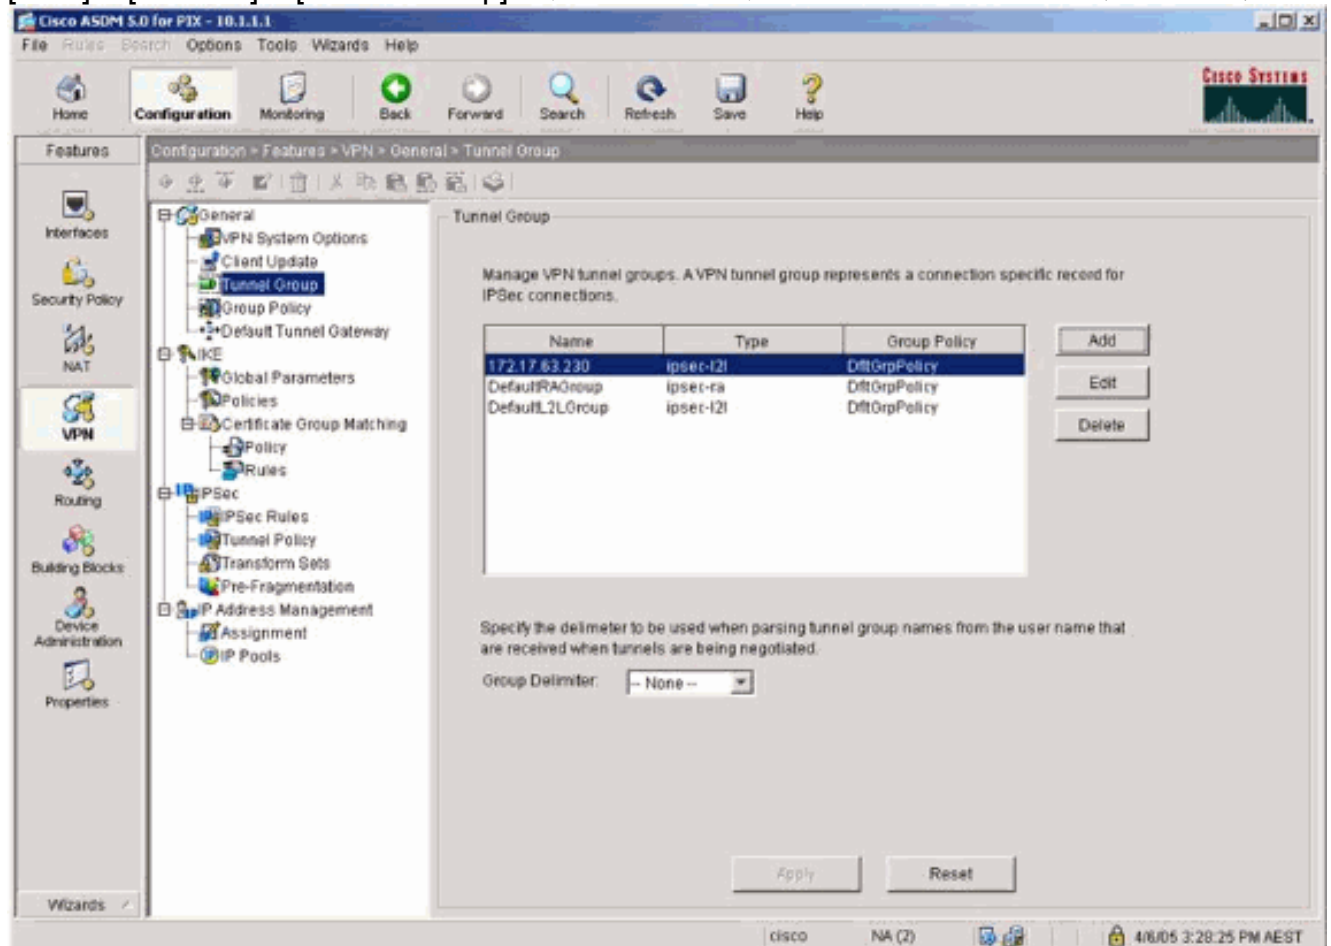 Cisco ASDM 5.0 for PIX - 10.1.1.1
File Rules Search Options Tools Wizards Help
Home Configuration Monitoring Back Forward Search Refresh Save Help
CISCO SYSTEMS
Features
Configuration > Features > VPN > General > Tunnel Group
Interfaces
Security Policy
NAT
VPN
Routing
Building Blocks
Device Administration
Properties
Wizards
General
VPN System Options
Client Update
Tunnel Group
Group Policy
Default Tunnel Gateway
IKE
Global Parameters
Policies
Certificate Group Matching
Policy
Rules
IPSec
IPSec Rules
Tunnel Policy
Transform Sets
Pre-Fragmentation
IP Address Management
Assignment
IP Pools
Tunnel Group
Manage VPN tunnel groups. A VPN tunnel group represents a connection specific record for
IPSec connections.
Name Type Group Policy
172.17.63.230 ipsec-l2l DfltGrpPolicy
DefaultRAGroup ipsec-ra DfltGrpPolicy
DefaultL2LGroup ipsec-l2l DfltGrpPolicy
Add
Edit
Delete
Specify the delimeter to be used when parsing tunnel group names from the user name that
are received when tunnels are being negotiated.
Group Delimiter: -- None --
Apply Reset
cisco NA (2) 4/6/05 3:28:25 PM AEST